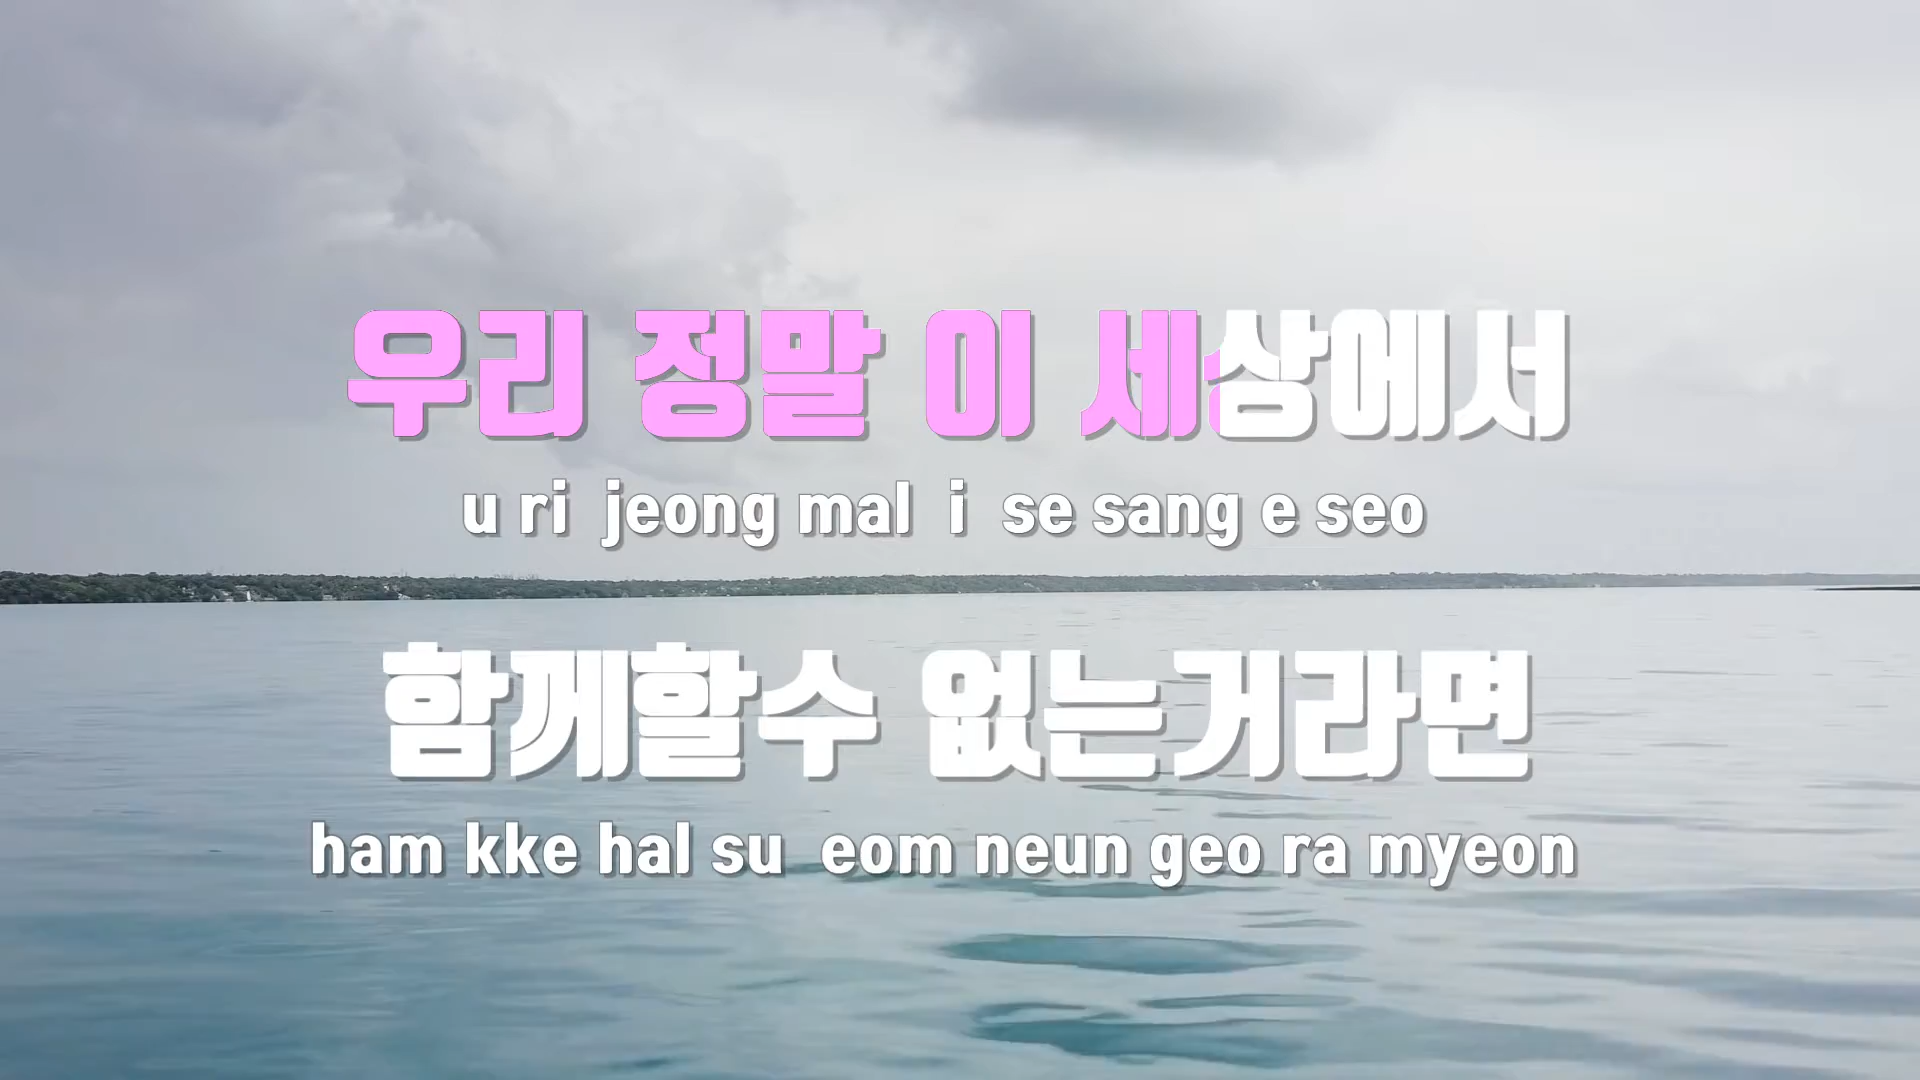 우리 정말 이 세상에서
u ri jeong mal i se sang e seo
함께할수 없는거라면
ham kke hal su eom neun geo ra myeon